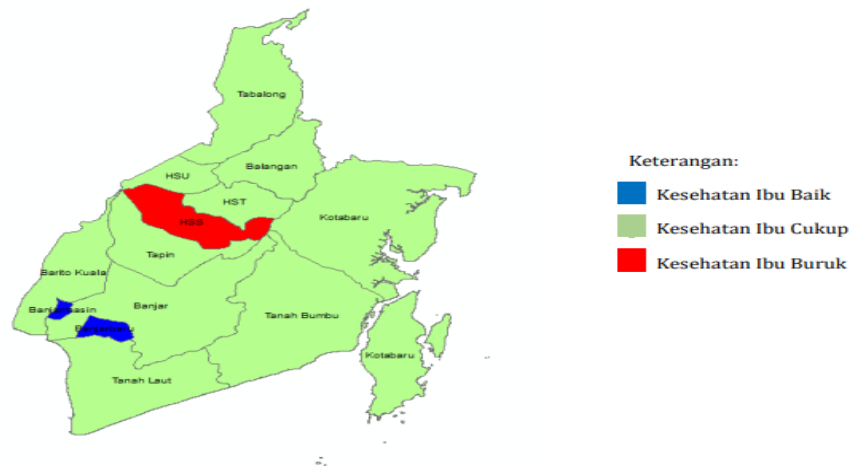 Tabalong
Balangan
HSU
HST
HSS
Kotabaru
Tapin
Barito Kuala
Banjar
Banjarmasin
Banjarbaru
Tanah Bumbu
Kotabaru
Tanah Laut
Keterangan:
Kesehatan Ibu Baik
Kesehatan Ibu Cukup
Kesehatan Ibu Buruk